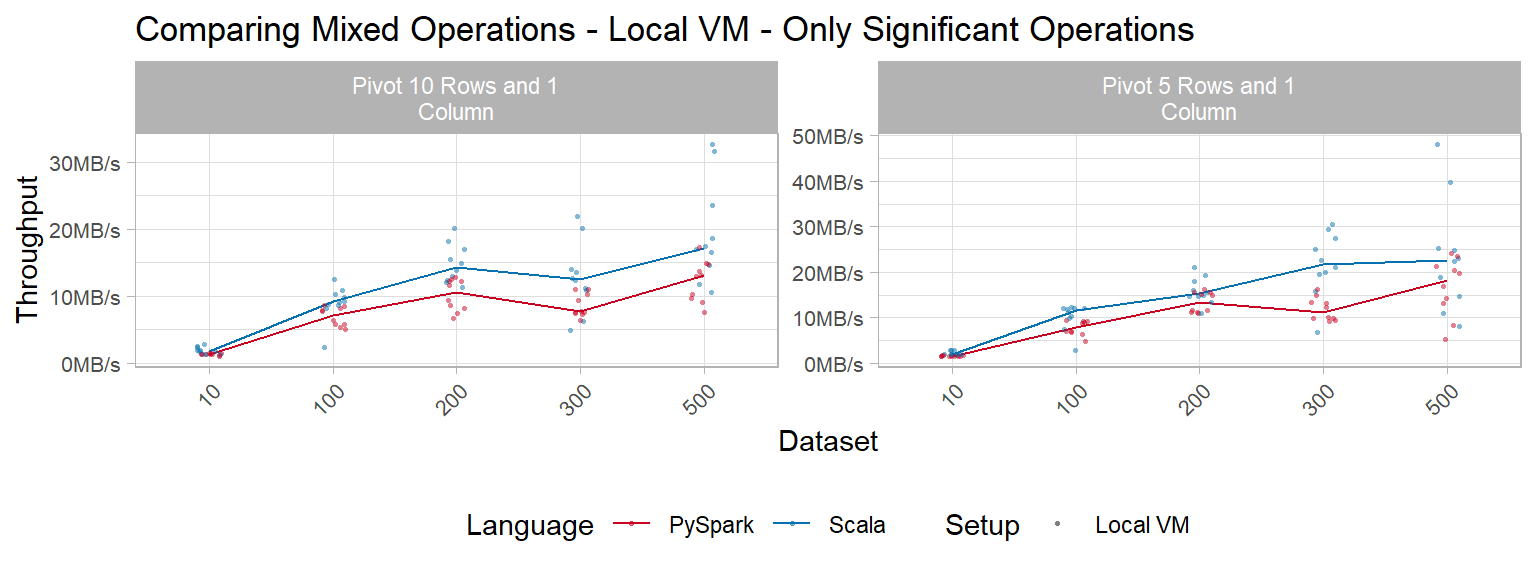 Comparing Mixed Operations - Local VM - Only Significant Operations
Pivot 10 Rows and 1
Column
Pivot 5 Rows and 1
Column
Throughput
30MB/s
20MB/s
10MB/s
0MB/s
50MB/s
40MB/s
30MB/s
20MB/s
10MB/s
0MB/s
10
100
200
300
500
10
100
200
300
500
Dataset
Language PySpark Scala Setup Local VM